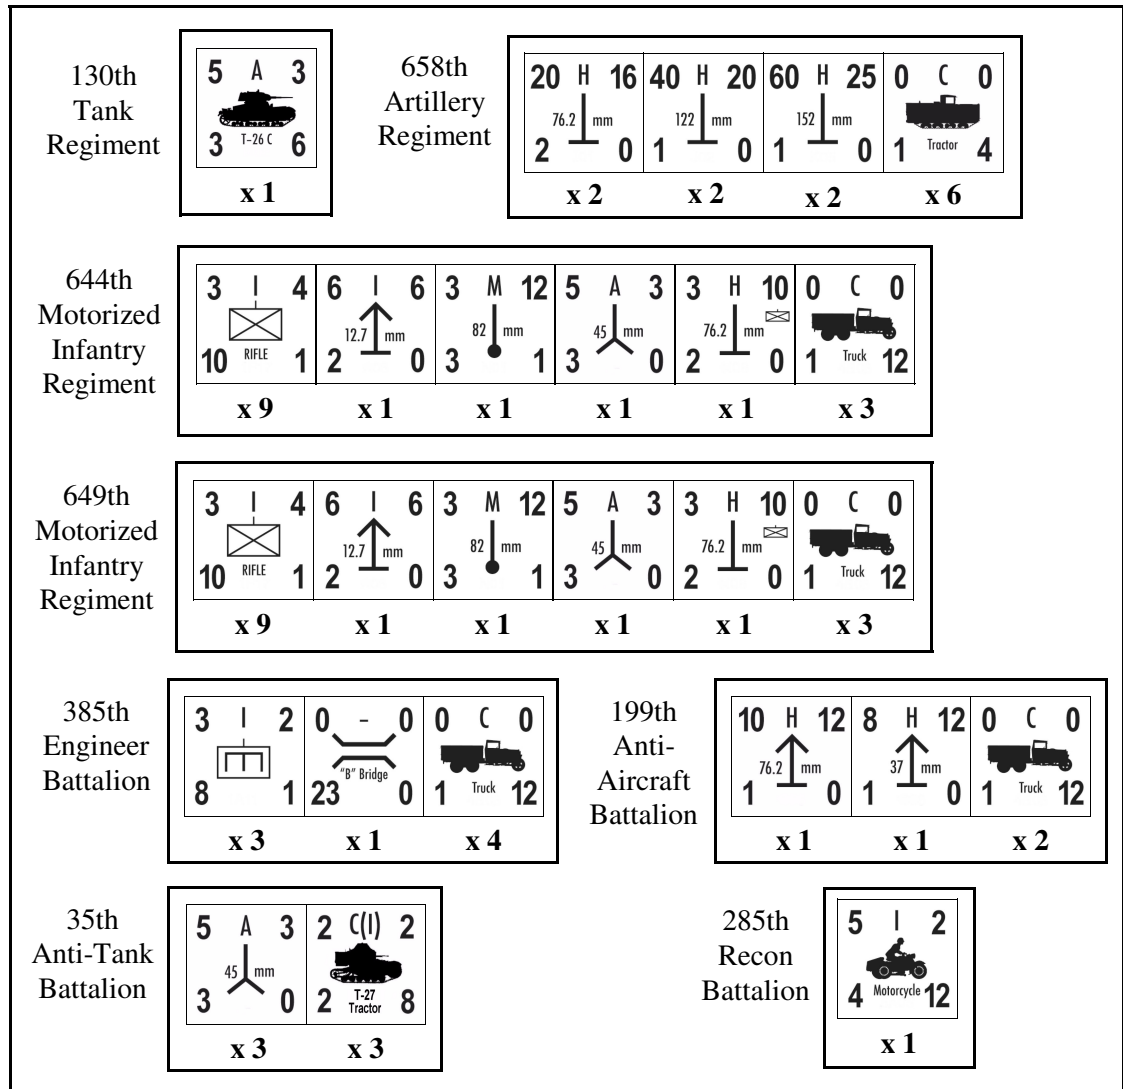 130th
Tank
Regiment
5 A 3
T-26 C
3 6
x 1
658th
Artillery
Regiment
20 H 16 40 H 20 60 H 25 0 C 0
76.2 mm 122 mm 152 mm
Tractor
2 0 1 0 1 0 1 4
x 2 x 2 x 2 x 6
644th
Motorized
Infantry
Regiment
3 I 4 6 I 6 3 M 12 5 A 3 3 H 10 0 C 0
12.7 mm 82 mm 45 mm 76.2 mm
RIFLE Truck
10 1 2 0 3 1 3 0 2 0 1 12
x 9 x 1 x 1 x 1 x 1 x 3
649th
Motorized
Infantry
Regiment
3 I 4 6 I 6 3 M 12 5 A 3 3 H 10 0 C 0
12.7 mm 82 mm 45 mm 76.2 mm
RIFLE Truck
10 1 2 0 3 1 3 0 2 0 1 12
x 9 x 1 x 1 x 1 x 1 x 3
385th
Engineer
Battalion
3 I 2 0 - 0 0 C 0
"B" Bridge Truck
8 1 23 0 1 12
x 3 x 1 x 4
199th
Anti-
Aircraft
Battalion
10 H 12 8 H 12 0 C 0
76.2 mm 37 mm
Truck
1 0 1 0 1 12
x 1 x 1 x 2
35th
Anti-Tank
Battalion
5 A 3 2 C(I) 2
45 mm
T-27
Tractor
3 0 2 8
x 3 x 3
285th
Recon
Battalion
5 I 2
Motorcycle
4 12
x 1